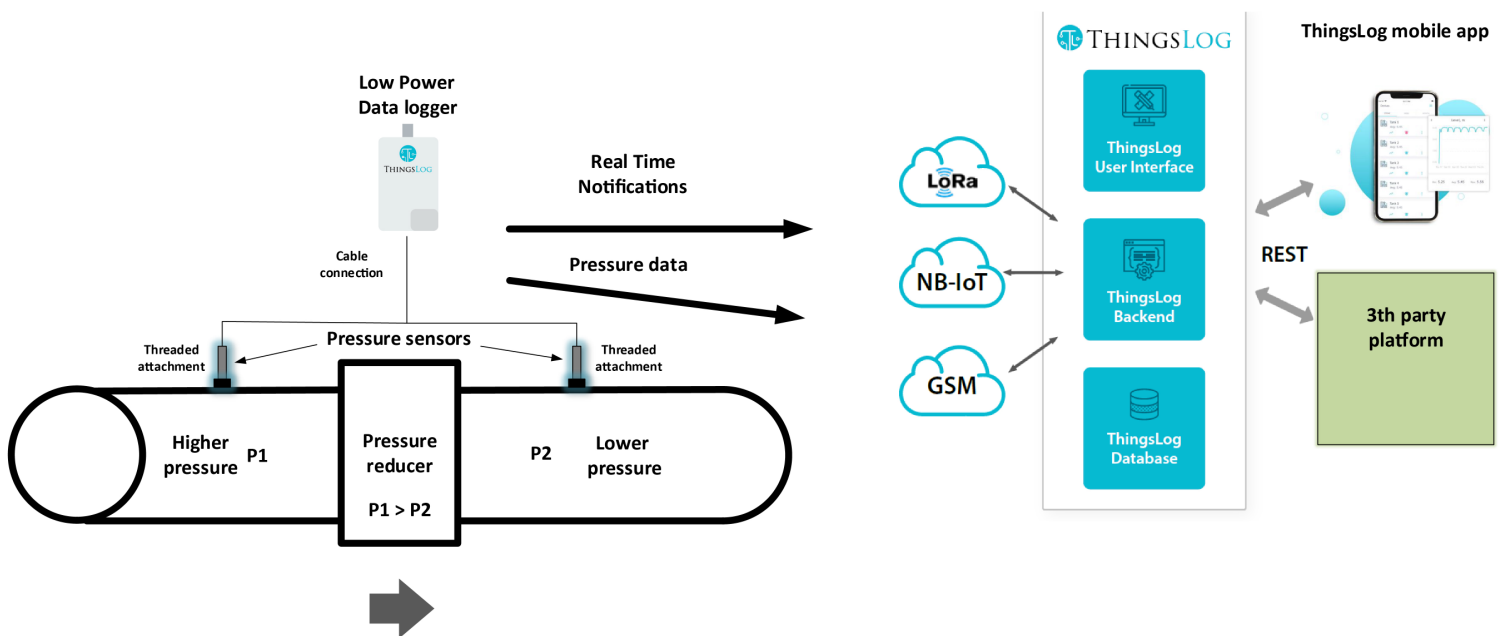 Low Power
Data logger
THINGSLOG
Real Time
Notifications
Cable
connection
Pressure data
Pressure sensors
Threaded
attachment
Threaded
attachment
Higher
pressure P1
Pressure
reducer
P1 > P2
P2
Lower
pressure
LoRa
NB-IoT
GSM
THINGSLOG
ThingsLog
User Interface
ThingsLog
Backend
ThingsLog
Database
ThingsLog mobile app
REST
3th party
platform